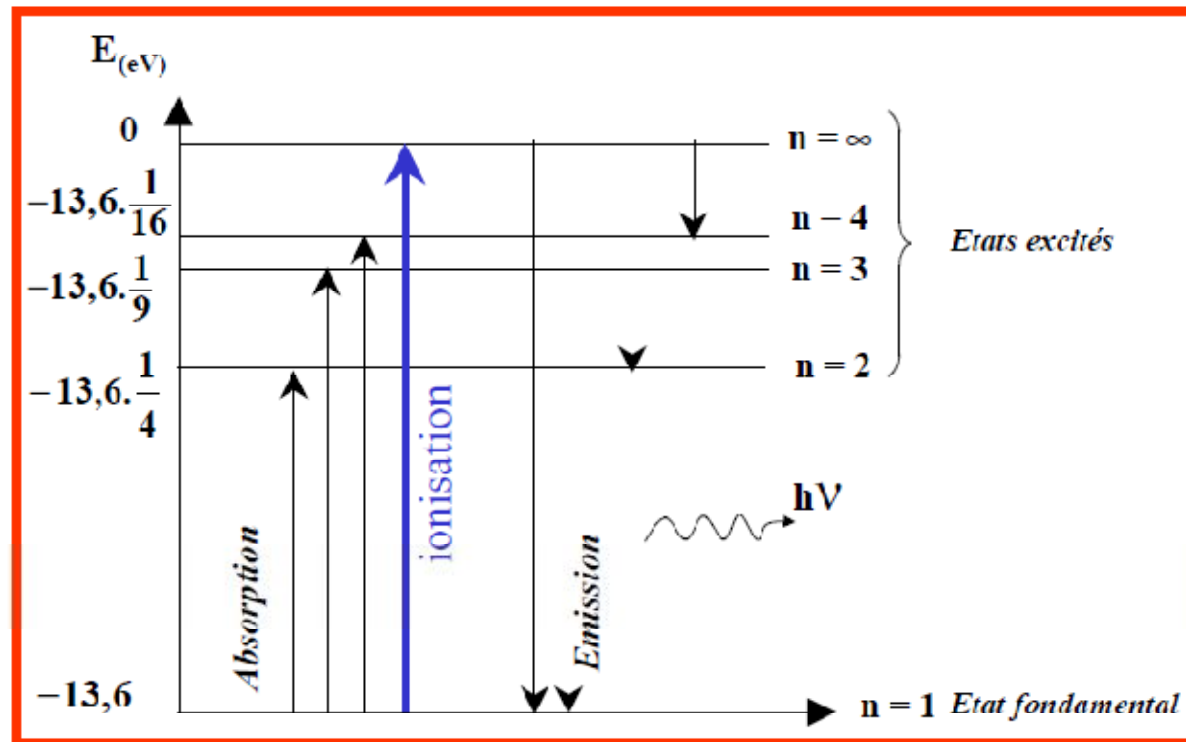 E(eV)
0
n = ∞
−13,6.1/16
n − 4
Etats excités
−13,6.1/9
n = 3
−13,6.1/4
n = 2
ionisation
hν
Absorption
Emission
−13,6
n = 1 Etat fondamental